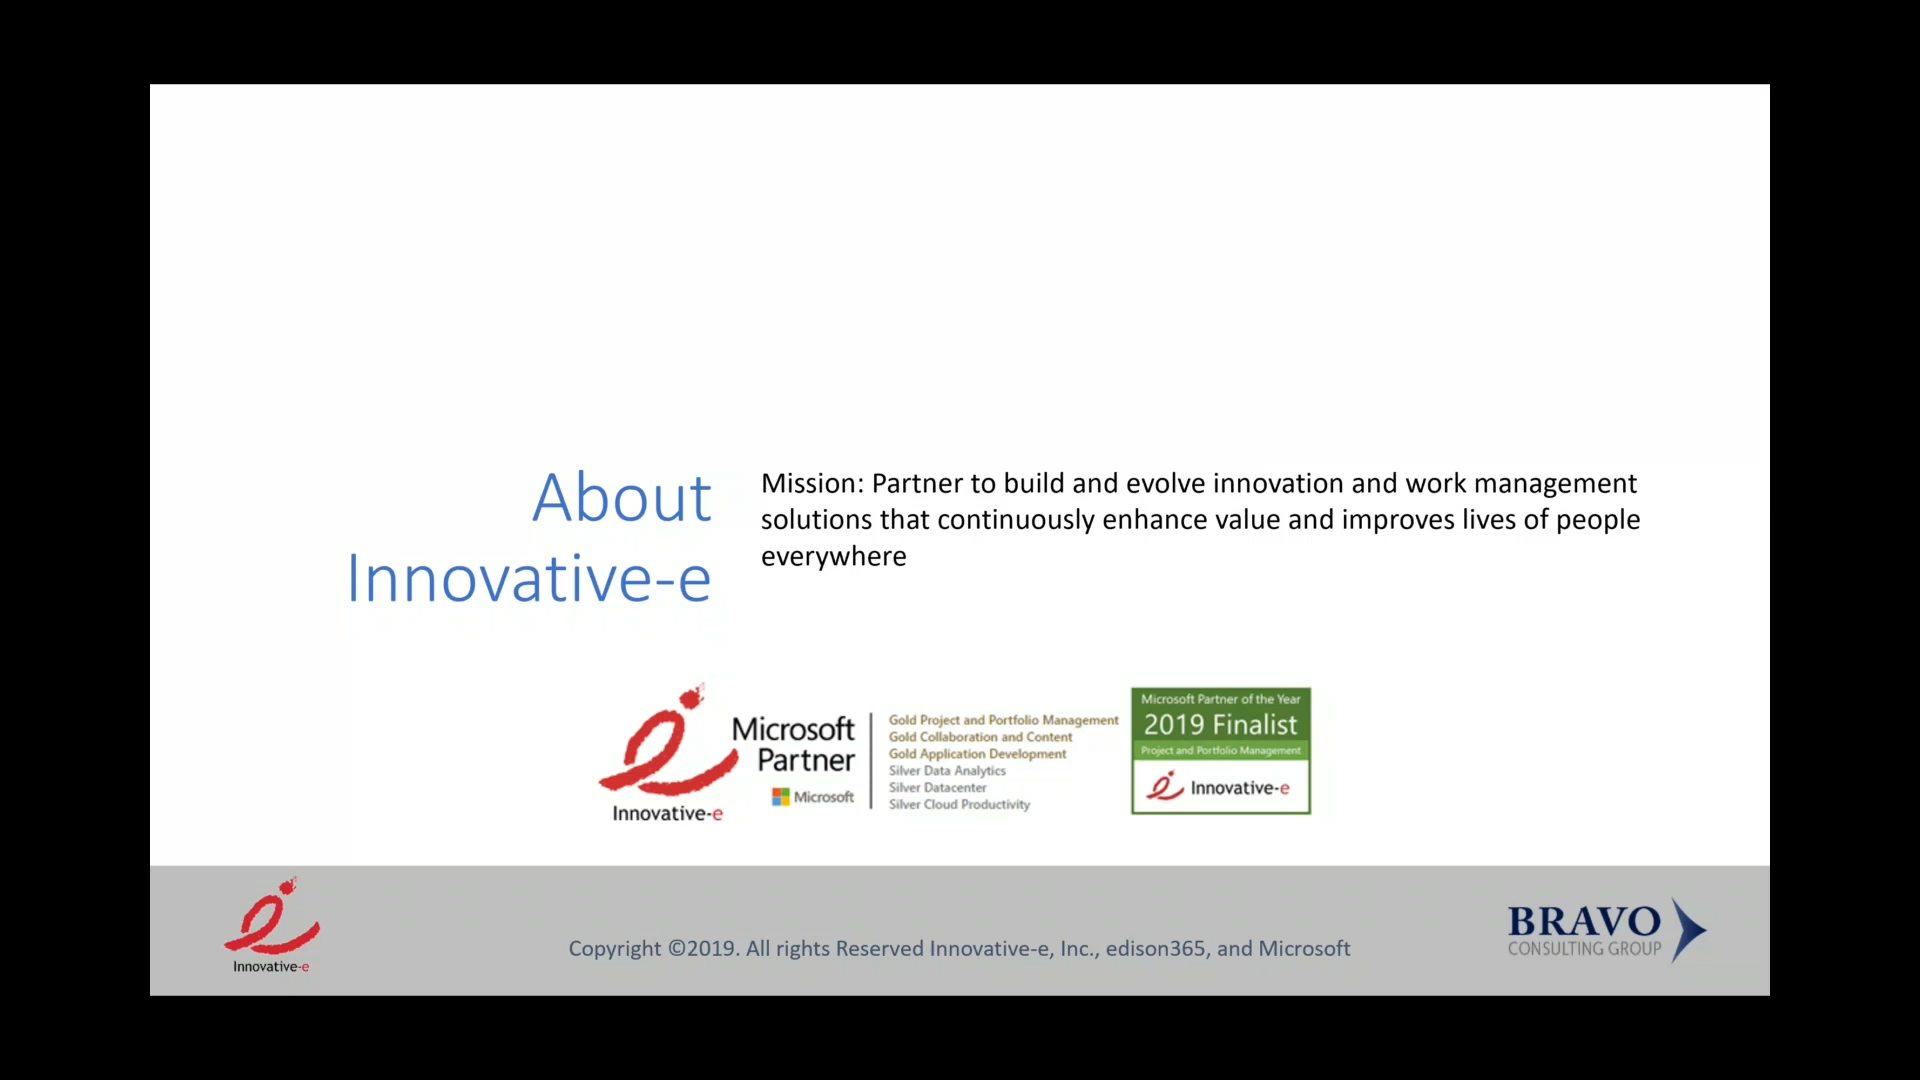 About
Innovative-e
Mission: Partner to build and evolve innovation and work management
solutions that continuously enhance value and improves lives of people
everywhere
Innovative-e
Microsoft
Partner
Microsoft
Gold Project and Portfolio Management
Gold Collaboration and Content
Gold Application Development
Silver Data Analytics
Silver Datacenter
Silver Cloud Productivity
Microsoft Partner of the Year
2019 Finalist
Project and Portfolio Management
Innovative-e
Innovative-e
Copyright ©2019. All rights Reserved Innovative-e, Inc., edison365, and Microsoft
BRAVO
CONSULTING GROUP